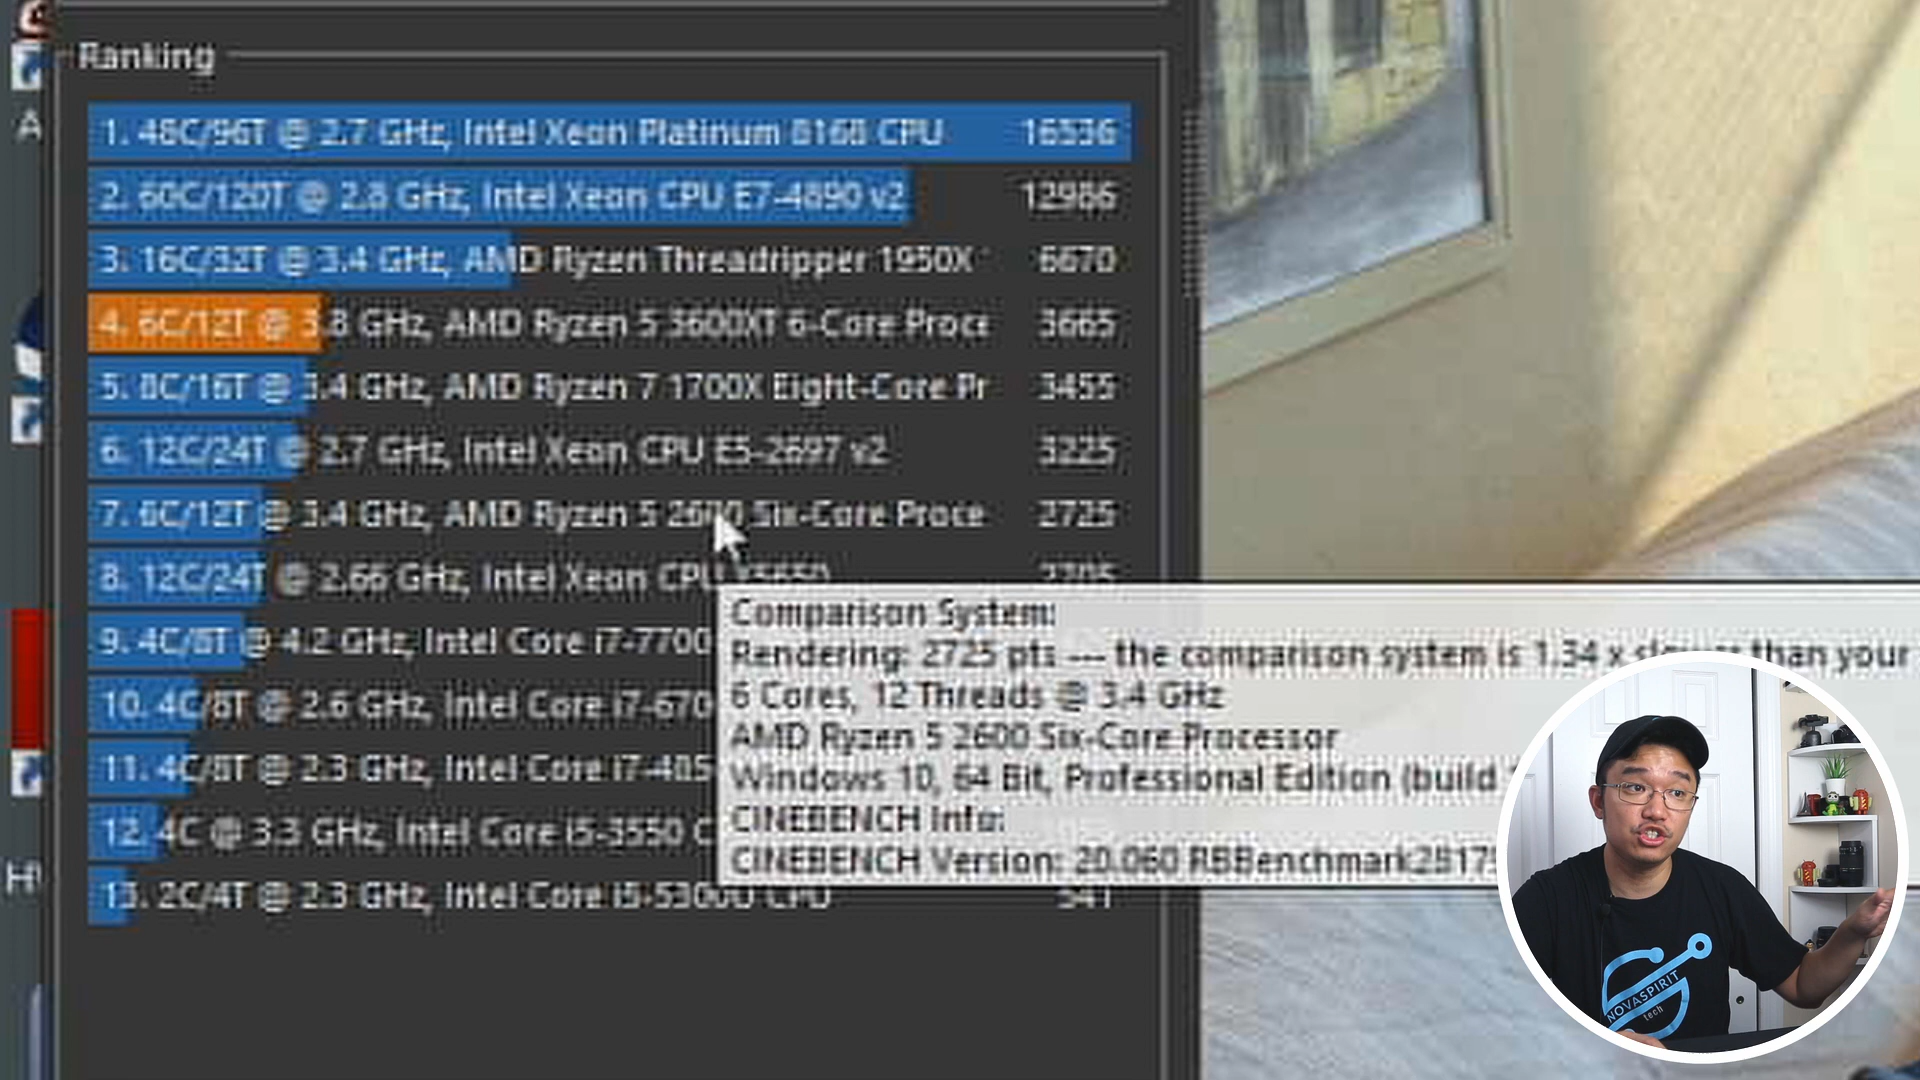 Ranking
1. 48C/96T @ 2.7 GHz, Intel Xeon Platinum 8168 CPU 16536
2. 60C/120T @ 2.8 GHz, Intel Xeon CPU E7-4890 v2 12986
3. 16C/32T @ 3.4 GHz, AMD Ryzen Threadripper 1950X 6670
4. 6C/12T @ 3.8 GHz, AMD Ryzen 5 3600XT 6-Core Proce 3665
5. 8C/16T @ 3.4 GHz, AMD Ryzen 7 1700X Eight-Core Pr 3455
6. 12C/24T @ 2.7 GHz, Intel Xeon CPU E5-2697 v2 3225
7. 6C/12T @ 3.4 GHz, AMD Ryzen 5 2600 Six-Core Proce 2725
8. 12C/24T @ 2.66 GHz, Intel Xeon CPU X5650 2705
9. 4C/8T @ 4.2 GHz, Intel Core i7-7700
10. 4C/8T @ 2.6 GHz, Intel Core i7-670
11. 4C/8T @ 2.3 GHz, Intel Core i7-485
12. 4C @ 3.3 GHz, Intel Core i5-3550 C
13. 2C/4T @ 2.3 GHz, Intel Core i5-5300U CPU 541
Comparison System:
Rendering: 2725 pts --- the comparison system is 1.34 x slower than your
6 Cores, 12 Threads @ 3.4 GHz
AMD Ryzen 5 2600 Six-Core Processor
Windows 10, 64 Bit, Professional Edition (build
CINEBENCH Info:
CINEBENCH Version: 20.060 RBBenchmark
NOVASPIRIT
tech